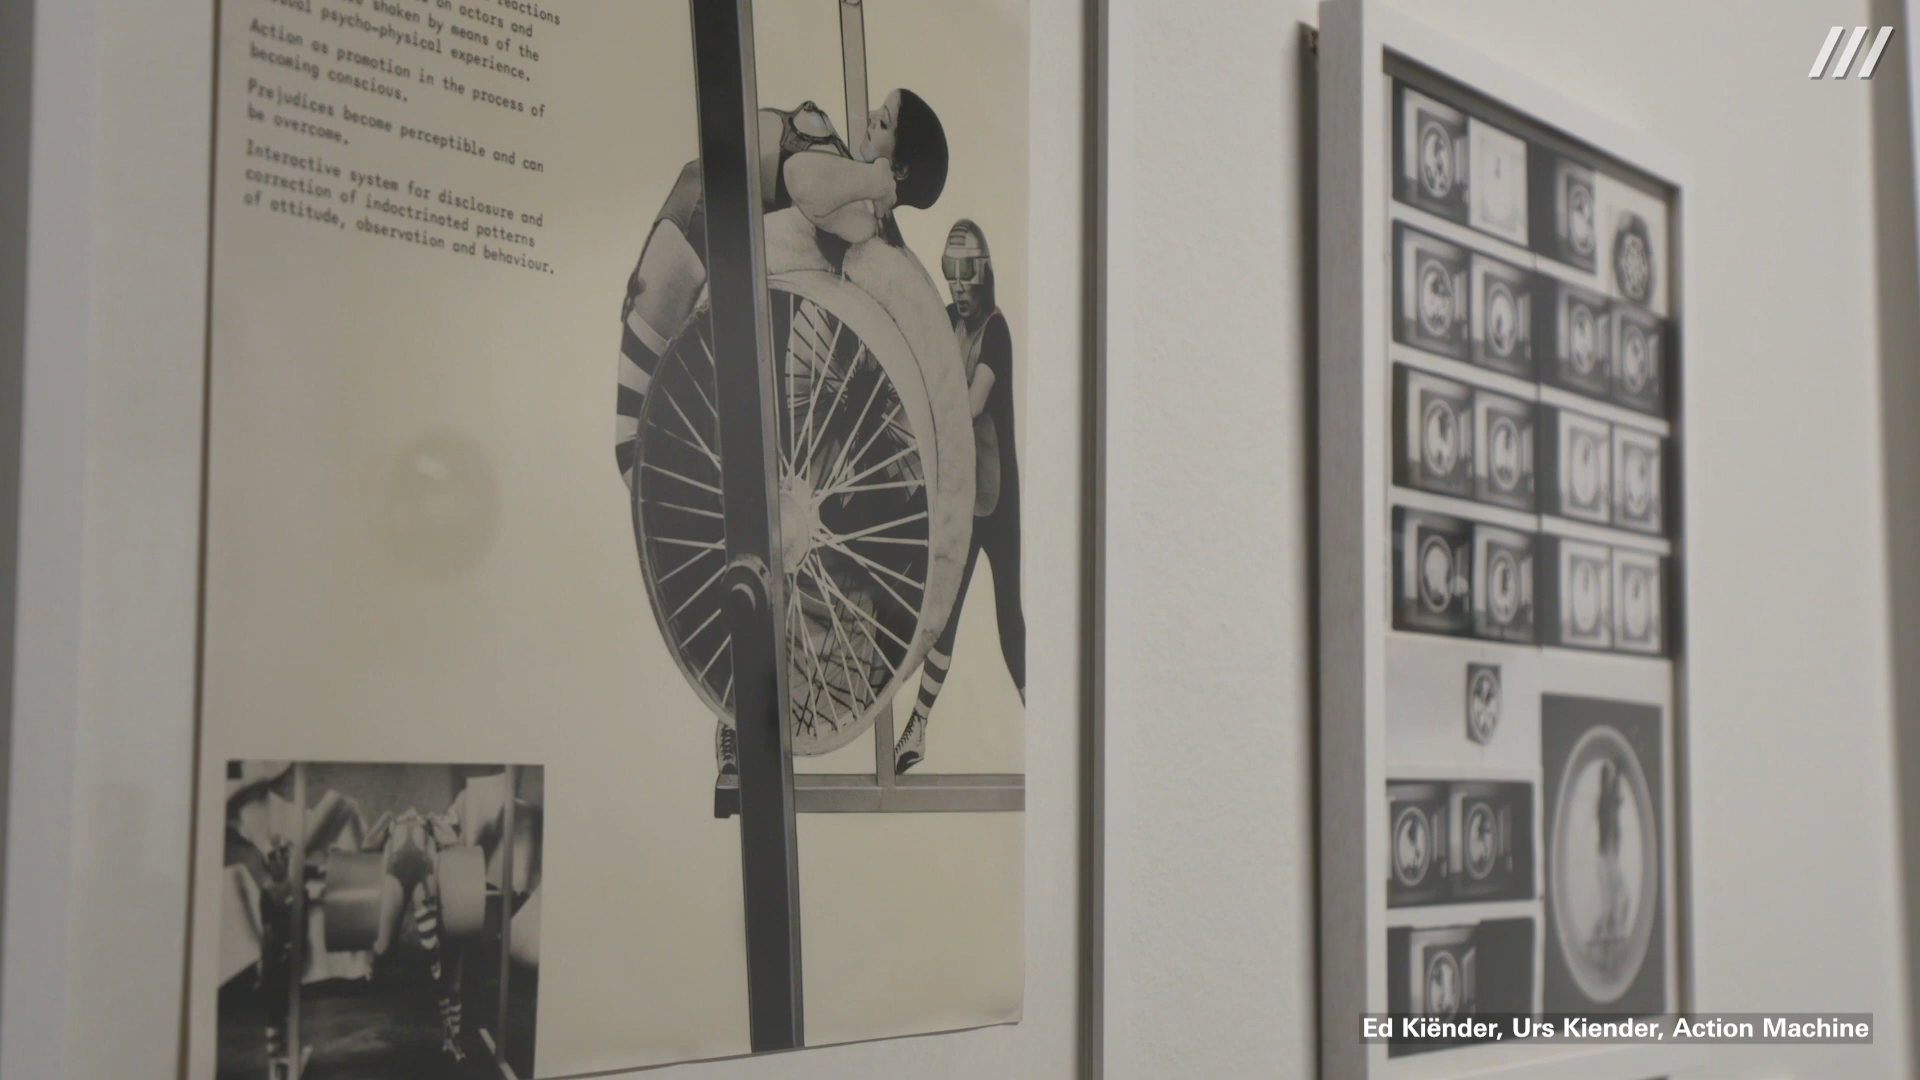 reactions
on actors and
shaken by means of the
psycho-physical experience.
Action as promotion in the process of
becoming conscious.
Prejudices become perceptible and can
be overcome.
Interactive system for disclosure and
correction of indoctrinated patterns
of attitude, observation and behaviour.
Ed Kiënder, Urs Kiender, Action Machine